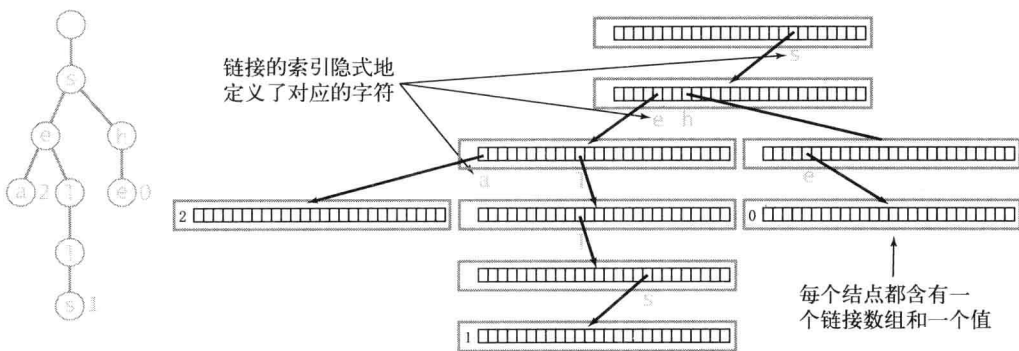 s
链接的索引隐式地
定义了对应的字符
s
s
e h
e h
a l e
a 2 l e 0
2
0
l
l
s
每个结点都含有一
个链接数组和一个值
s 1
1